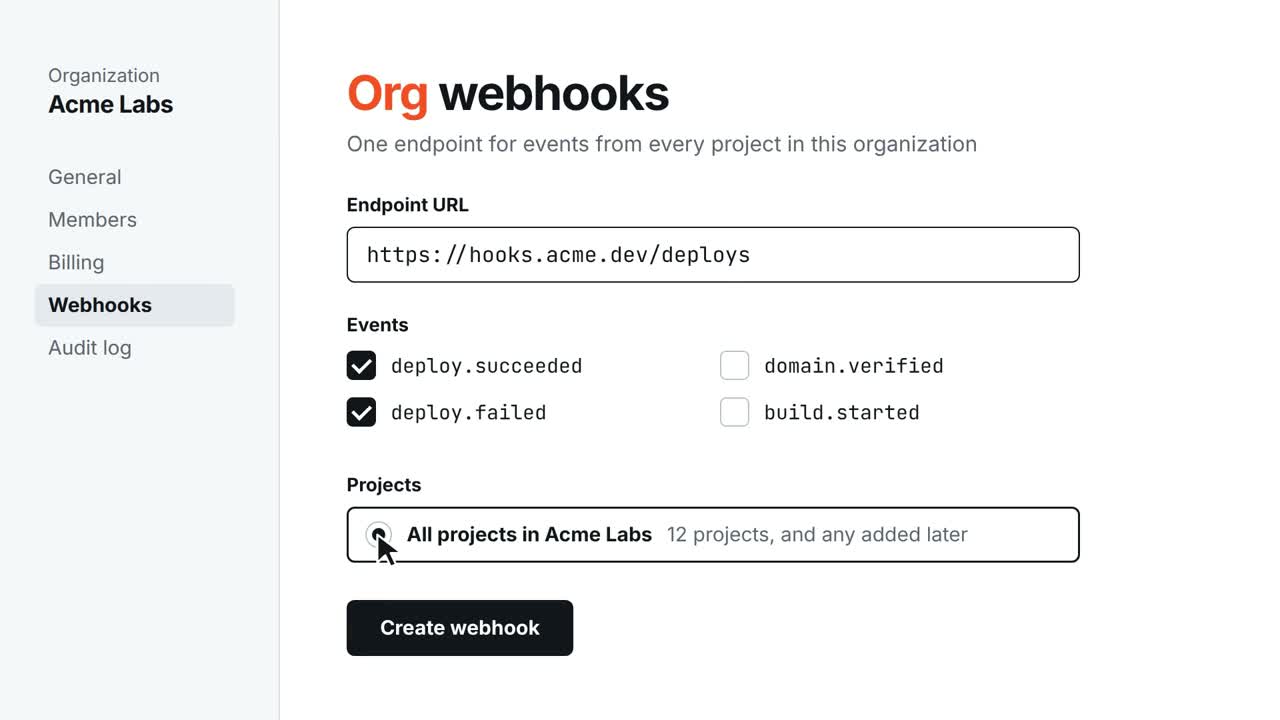 Organization
Acme Labs
General
Members
Billing
Webhooks
Audit log
Org webhooks
One endpoint for events from every project in this organization
Endpoint URL
https://hooks.acme.dev/deploys
Events
deploy.succeeded
domain.verified
deploy.failed
build.started
Projects
All projects in Acme Labs 12 projects, and any added later
Create webhook